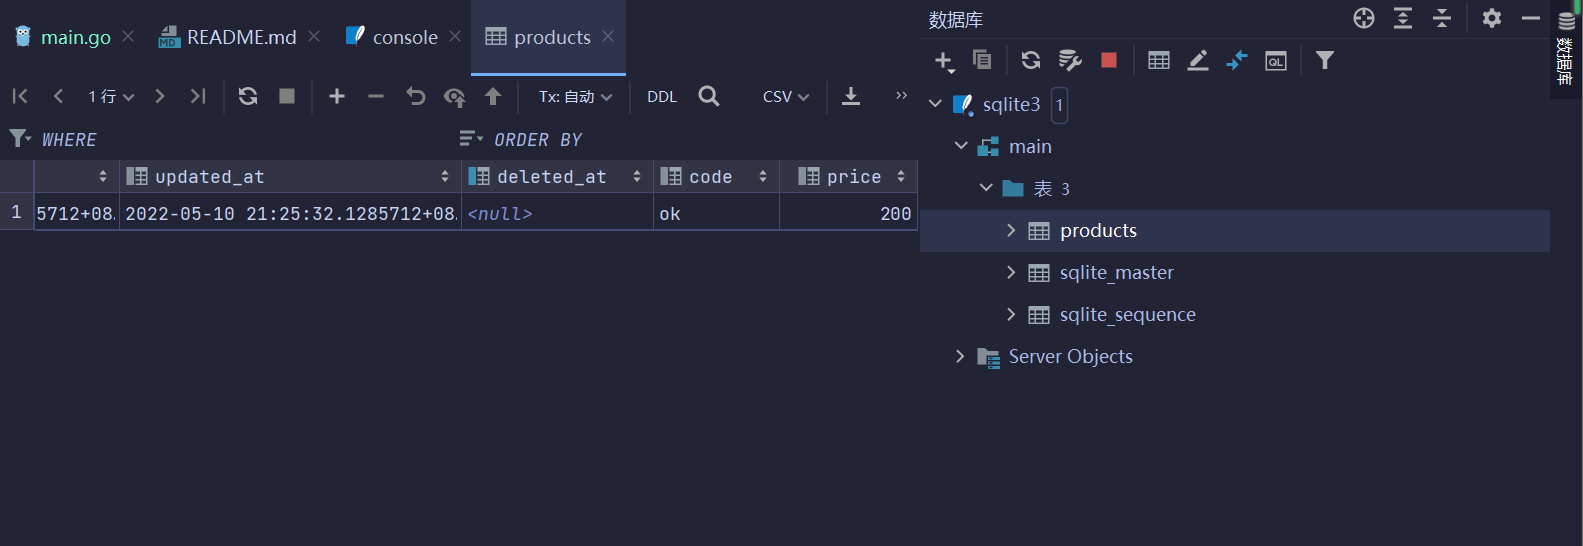 main.go README.md console products
1 行 Tx: 自动 DDL CSV
WHERE ORDER BY
updated_at deleted_at code price
1 5712+08. 2022-05-10 21:25:32.1285712+08. <null> ok 200
数据库
sqlite3 1
main
表 3
products
sqlite_master
sqlite_sequence
Server Objects
数据库